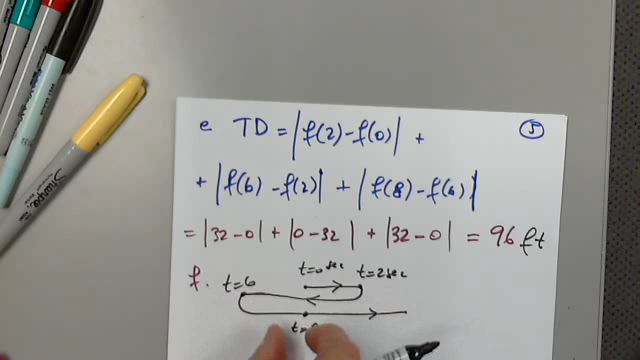 e TD = |f(2) - f(0)| + ⑤
+ |f(6) - f(2)| + |f(8) - f(6)|
= |32 - 0| + |0 - 32| + |32 - 0| = 96 ft
f. t=6 t=0 sec t=2 sec